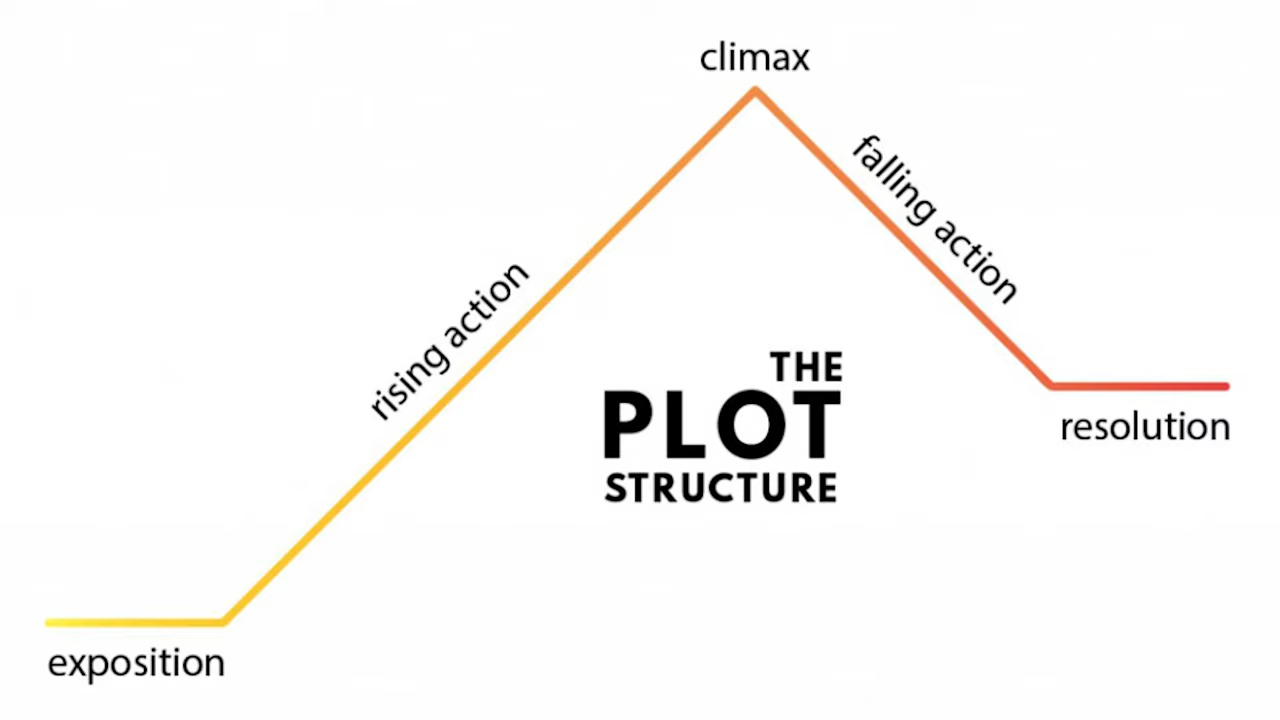 climax
falling action
rising action
THE
PLOT
STRUCTURE
resolution
exposition